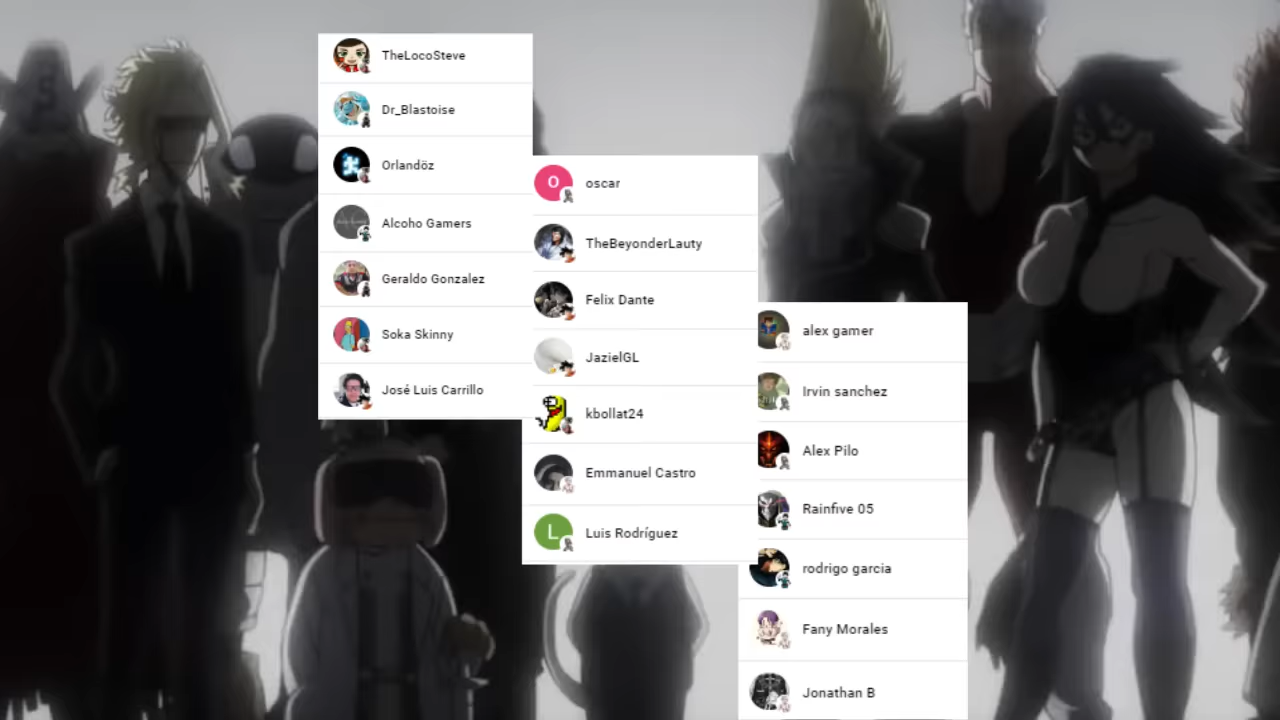 TheLocoSteve
Dr_Blastoise
Orlandöz
Alcoho Gamers
Geraldo Gonzalez
Soka Skinny
José Luis Carrillo
O
oscar
TheBeyonderLauty
Felix Dante
JazielGL
kbollat24
Emmanuel Castro
L
Luis Rodríguez
alex gamer
Irvin sanchez
Alex Pilo
Rainfive 05
rodrigo garcia
Fany Morales
Jonathan B